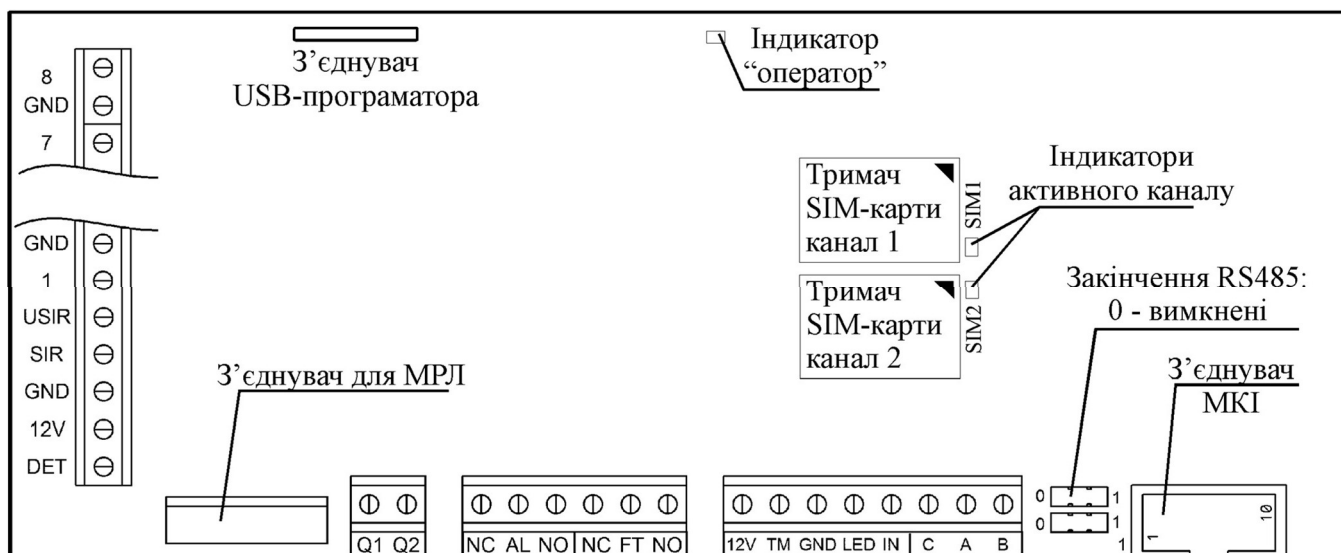 З’єднувач
USB-програматора
Індикатор
“оператор”
8
GND
7
GND
1
USIR
SIR
GND
12V
DET
Тримач
SIM-карти
канал 1
SIM1
Індикатори
активного каналу
Тримач
SIM-карти
канал 2
SIM2
Закінчення RS485:
0 - вимкнені
З’єднувач для МРЛ
З’єднувач
МКІ
0 1
0 1
1
1 10
Q1 Q2
NC AL NO NC FT NO
12V TM GND LED IN C A B